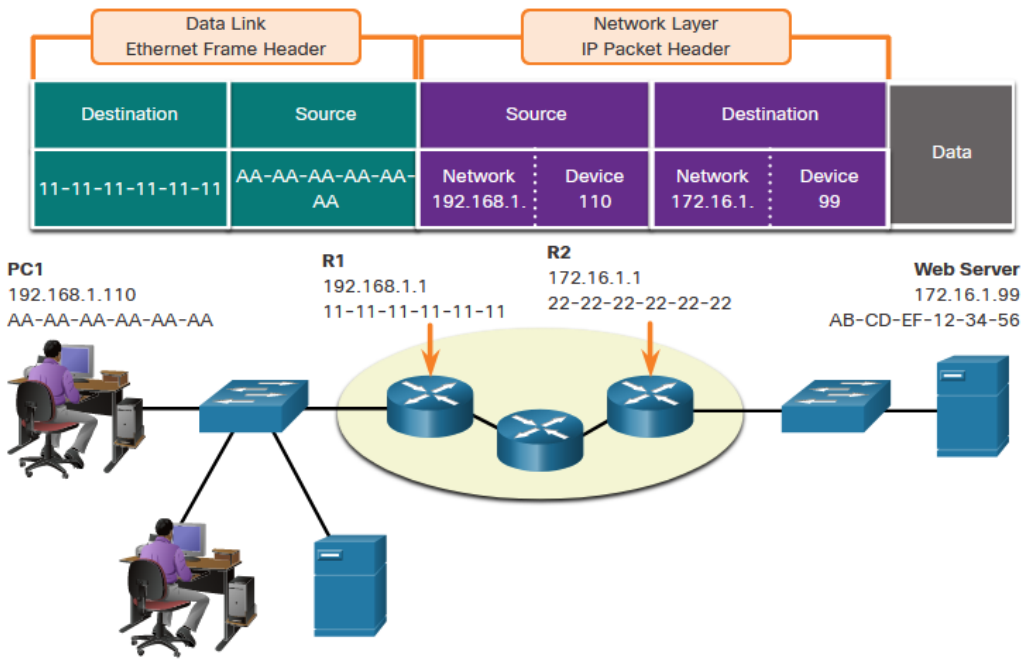 Data Link
Ethernet Frame Header
Network Layer
IP Packet Header
Destination
Source
Source
Destination
Data
11-11-11-11-11-11
AA-AA-AA-AA-AA-
AA
Network
192.168.1.
Device
110
Network
172.16.1.
Device
99
PC1
192.168.1.110
AA-AA-AA-AA-AA-AA
R1
192.168.1.1
11-11-11-11-11-11
R2
172.16.1.1
22-22-22-22-22-22
Web Server
172.16.1.99
AB-CD-EF-12-34-56